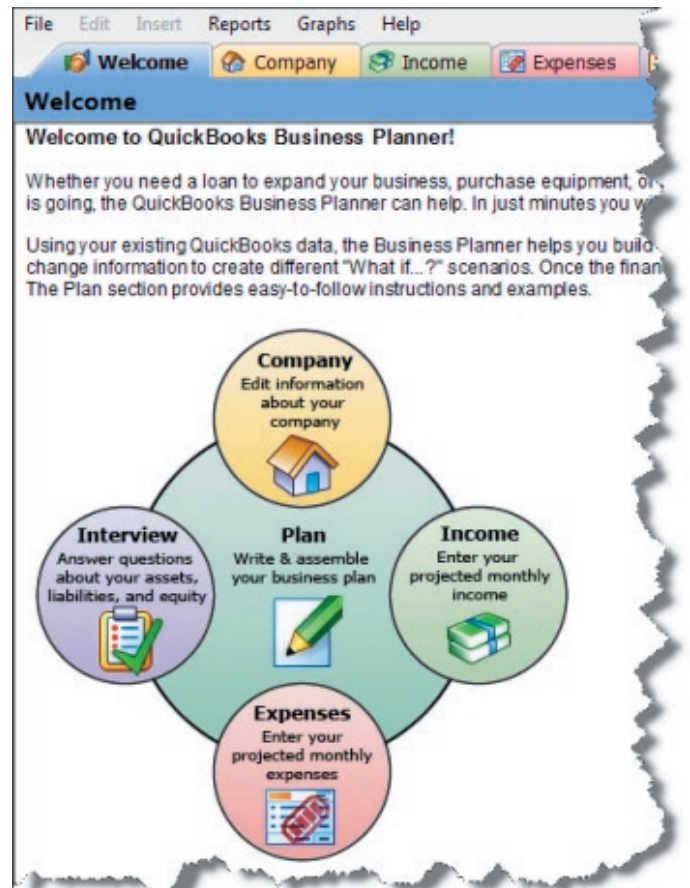 File Edit Insert Reports Graphs Help
Welcome Company Income Expenses
Welcome
Welcome to QuickBooks Business Planner!
Whether you need a loan to expand your business, purchase equipment, or
is going, the QuickBooks Business Planner can help. In just minutes you
Using your existing QuickBooks data, the Business Planner helps you build
change information to create different "What if...?" scenarios. Once the
The Plan section provides easy-to-follow instructions and examples.
Company
Edit information
about your
company
Interview
Answer questions
about your assets,
liabilities, and equity
Plan
Write & assemble
your business plan
Income
Enter your
projected monthly
income
Expenses
Enter your
projected monthly
expenses